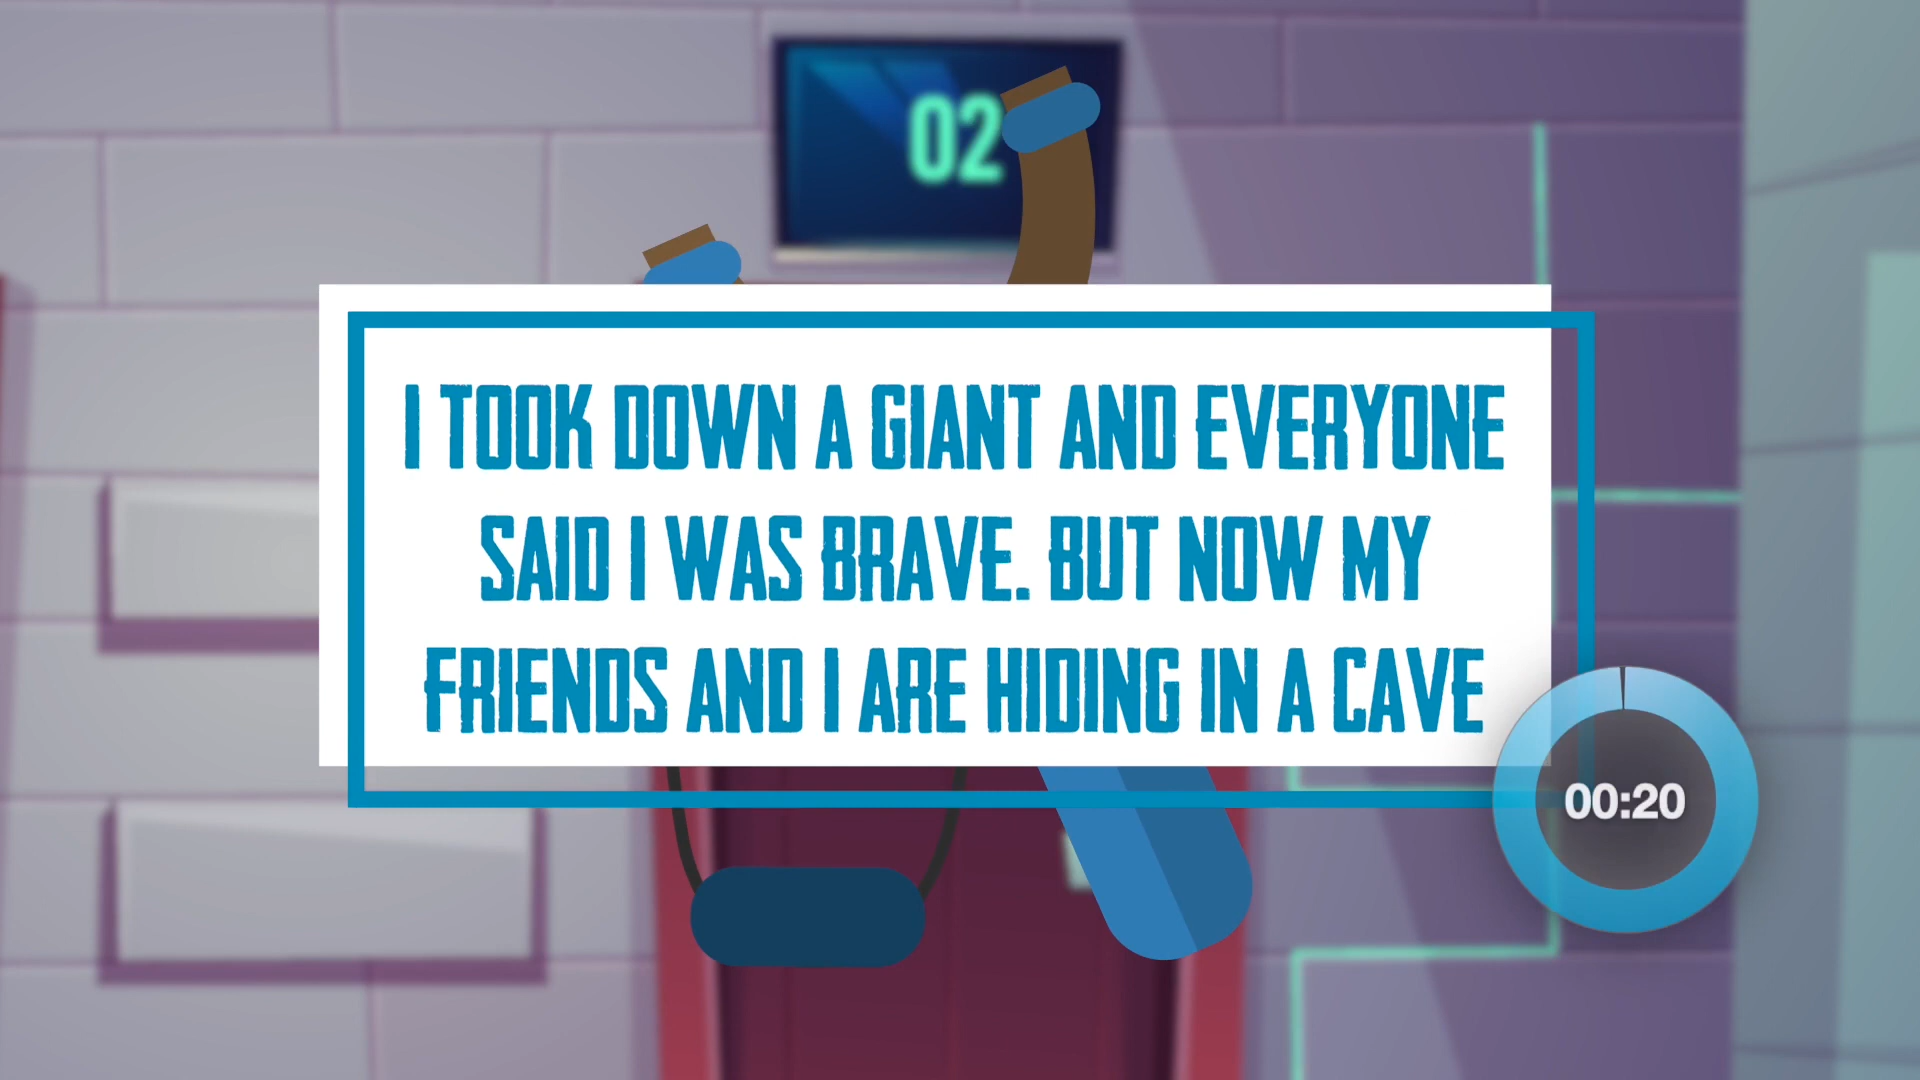 02
I TOOK DOWN A GIANT AND EVERYONE
SAID I WAS BRAVE. BUT NOW MY
FRIENDS AND I ARE HIDING IN A CAVE
00:20